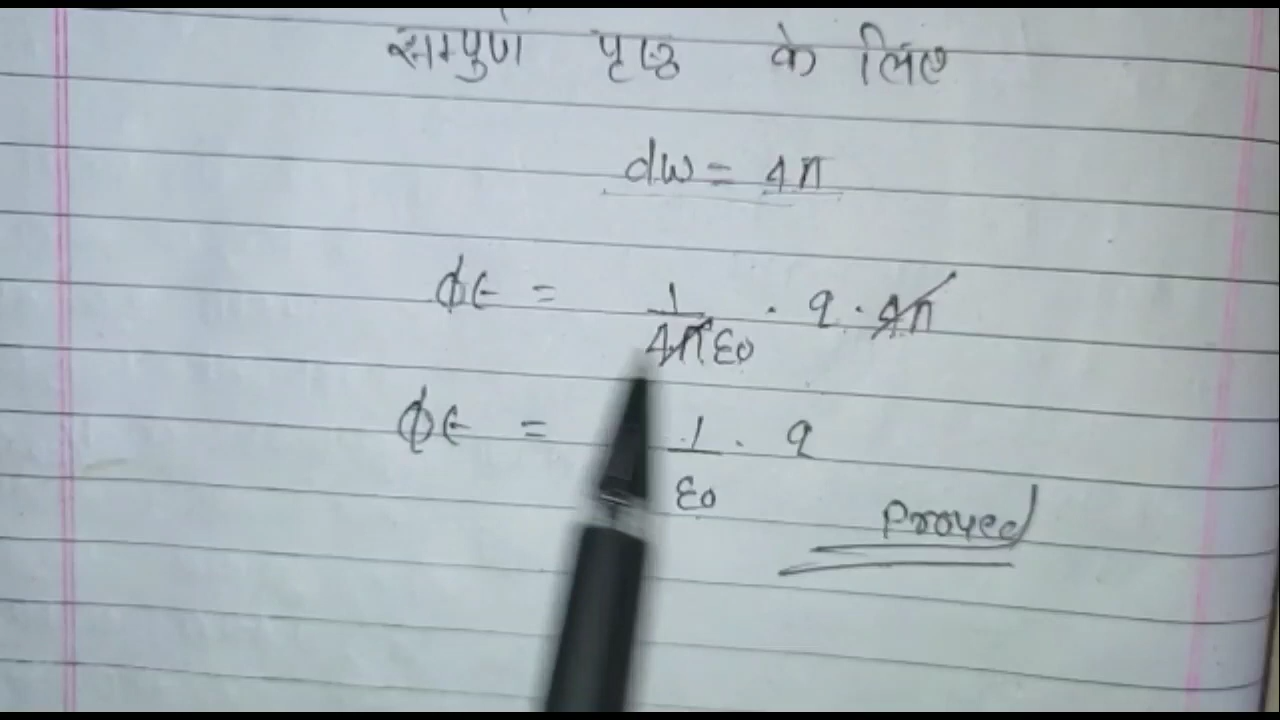 सम्पुर्ण पृष्ठ के लिए
dω = 4π
ϕE = 1/4πε0 . q . 4π
ϕE = 1/ε0 . q
Proved